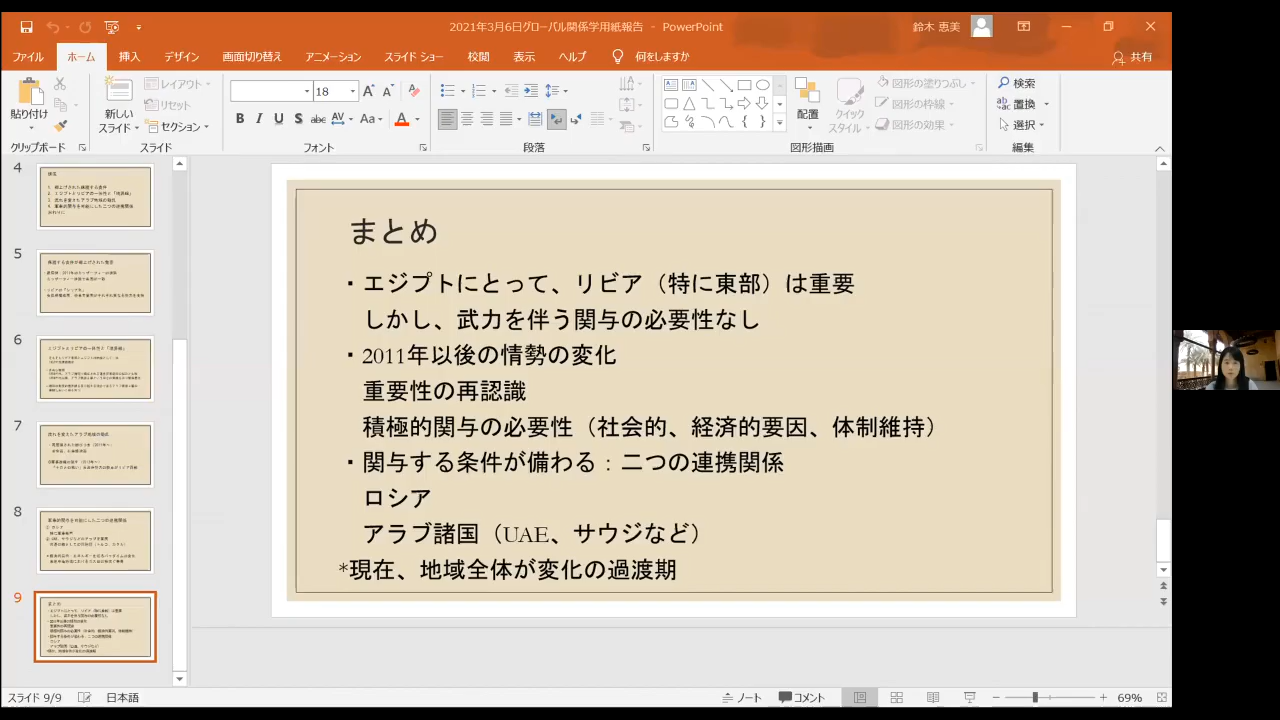 2021年3月6日グローバル関係学用紙報告 - PowerPoint
鈴木 恵美
ファイル ホーム 挿入 デザイン 画面切り替え アニメーション スライド ショー 校閲 表示 ヘルプ 何をしますか 共有
貼り付け
新しいスライド
レイアウト
リセット
セクション
18
B I U S abc AV Aa A
配置
クイックスタイル
図形の塗りつぶし
図形の枠線
図形の効果
検索
置換
選択
クリップボード スライド フォント 段落 図形描画 編集
4
5
6
7
8
9
まとめ
・エジプトにとって、リビア（特に東部）は重要
しかし、武力を伴う関与の必要性なし
・2011年以後の情勢の変化
重要性の再認識
積極的関与の必要性（社会的、経済的要因、体制維持）
・関与する条件が備わる：二つの連携関係
ロシア
アラブ諸国（UAE、サウジなど）
*現在、地域全体が変化の過渡期
スライド 9/9 日本語 ノート コメント 69%